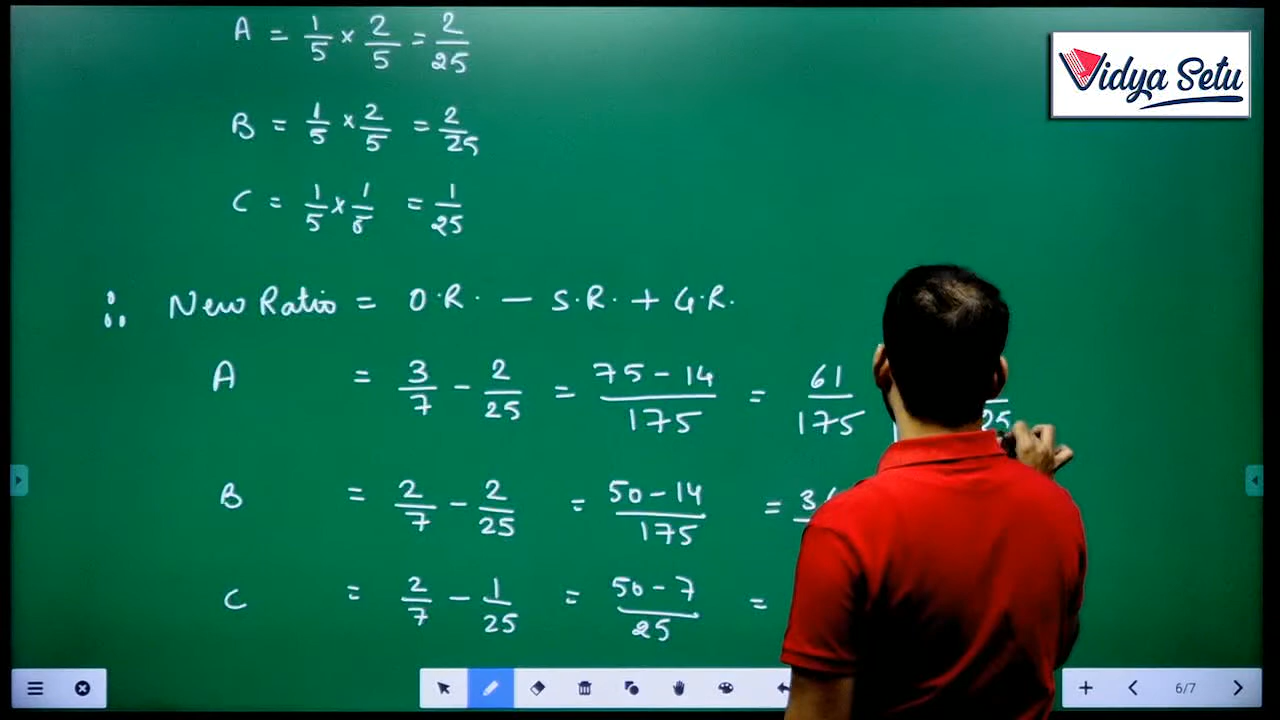 A = 1/5 × 2/5 = 2/25
Vidya Setu
B = 1/5 × 2/5 = 2/25
C = 1/5 × 1/5 = 1/25
∴ New Ratio = O.R. − S.R. + G.R.
A = 3/7 − 2/25 = 75 − 14/175 = 61/175
B = 2/7 − 2/25 = 50 − 14/175 =
C = 2/7 − 1/25 = 50 − 7/25 =
6/7